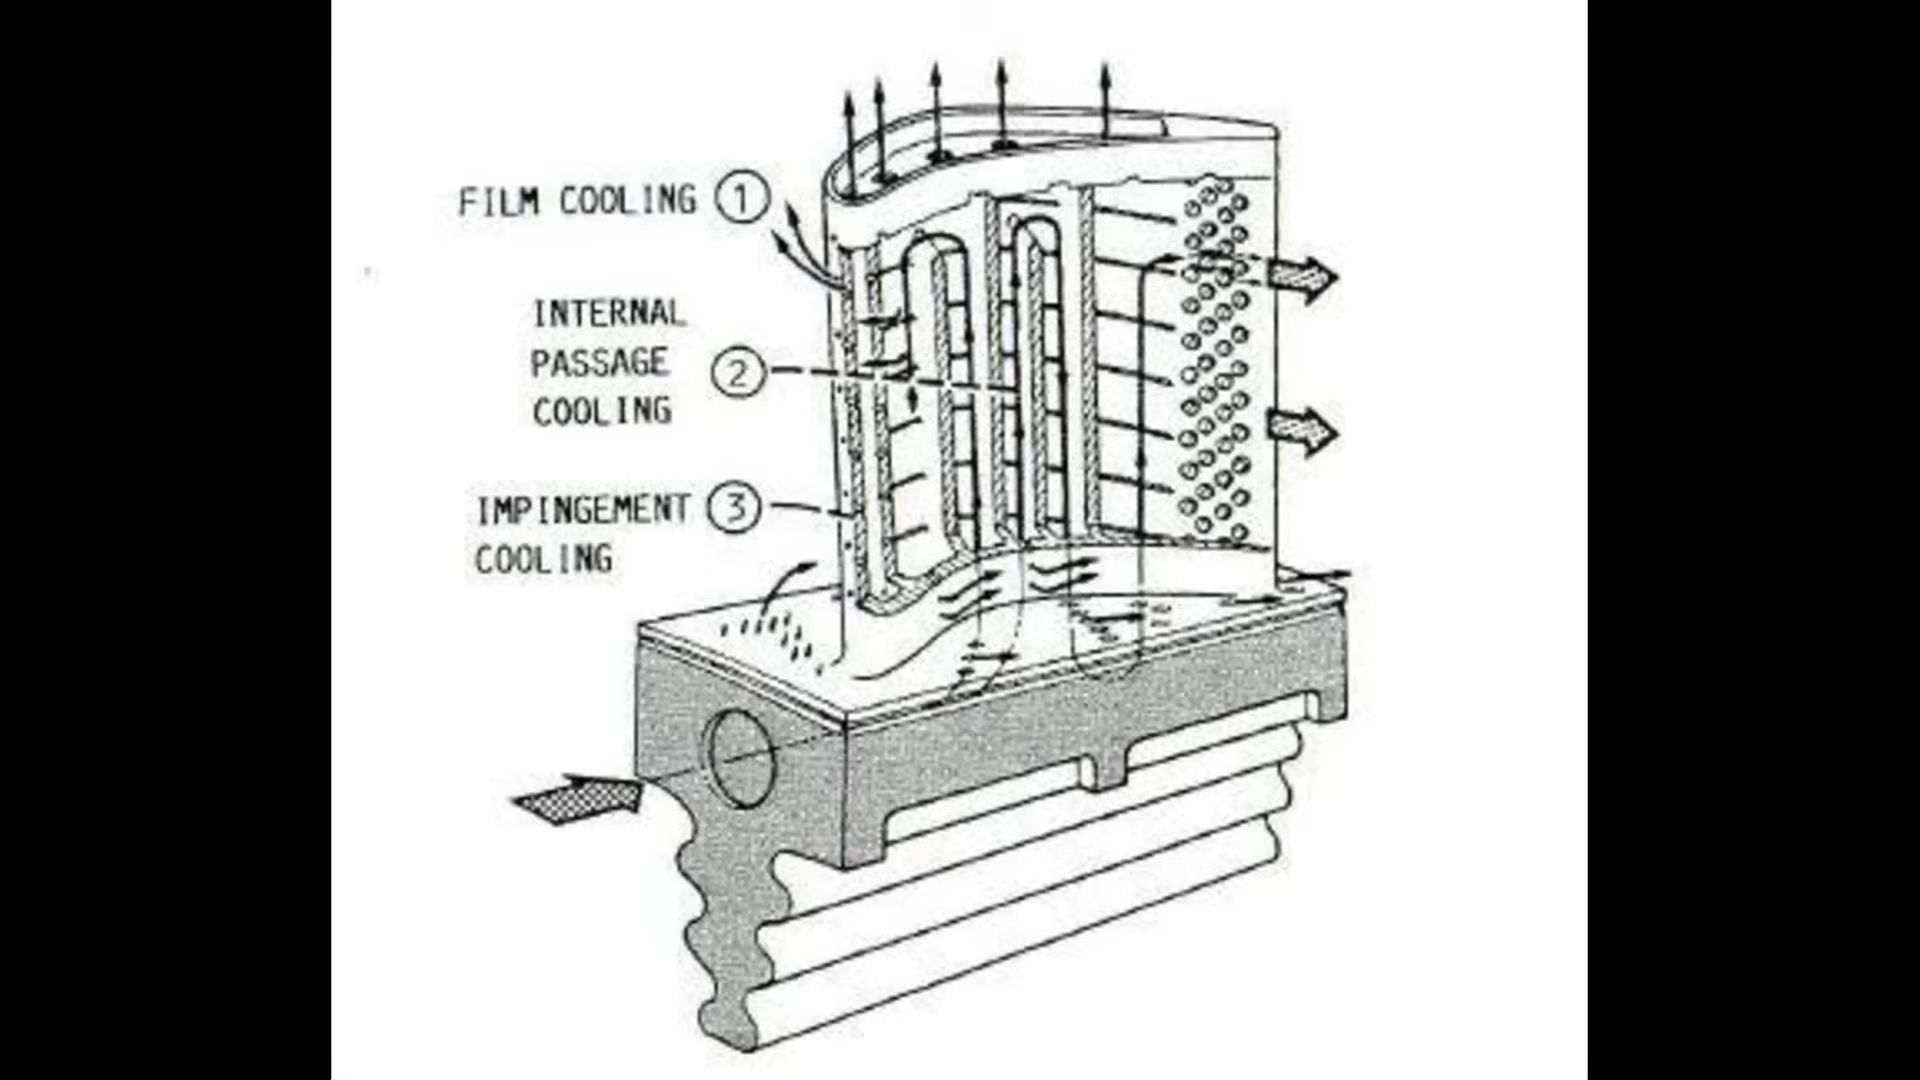 FILM COOLING 1
INTERNAL
PASSAGE
COOLING
2
IMPINGEMENT 3
COOLING